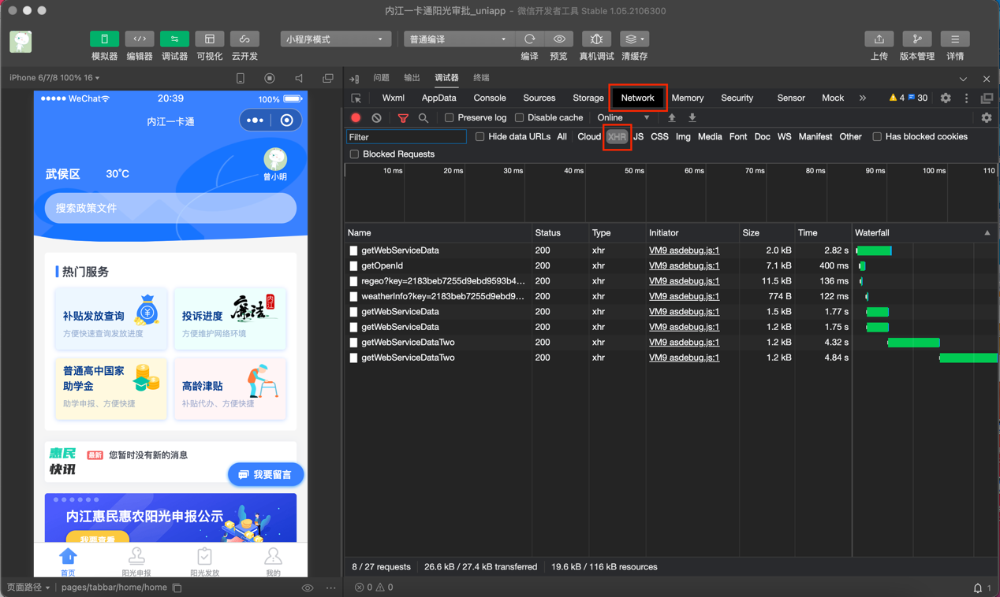 内江一卡通阳光审批_uniapp - 微信开发者工具 Stable 1.05.2106300
模拟器 编辑器 调试器 可视化 云开发
小程序模式 普通编译
编译 预览 真机调试 清缓存
上传 版本管理 详情
iPhone 6/7/8 100% 16
问题 输出 调试器 终端
Wxml AppData Console Sources Storage Network Memory Security Sensor Mock » 4 30
Preserve log Disable cache Online
Filter Hide data URLs All Cloud XHR JS CSS Img Media Font Doc WS Manifest Other Has blocked cookies
Blocked Requests
10 ms 20 ms 30 ms 40 ms 50 ms 60 ms 70 ms 80 ms 90 ms 100 ms 110
Name Status Type Initiator Size Time Waterfall
getWebServiceData 200 xhr VM9 asdebug.js:1 2.0 kB 2.82 s
getOpenId 200 xhr VM9 asdebug.js:1 7.1 kB 400 ms
regeo?key=2183beb7255d9ebd9593b4... 200 xhr VM9 asdebug.js:1 11.5 kB 136 ms
weatherInfo?key=2183beb7255d9ebd9... 200 xhr VM9 asdebug.js:1 774 B 122 ms
getWebServiceData 200 xhr VM9 asdebug.js:1 1.5 kB 1.77 s
getWebServiceData 200 xhr VM9 asdebug.js:1 1.2 kB 1.75 s
getWebServiceDataTwo 200 xhr VM9 asdebug.js:1 1.2 kB 4.32 s
getWebServiceDataTwo 200 xhr VM9 asdebug.js:1 1.2 kB 4.84 s
8 / 27 requests 26.6 kB / 27.4 kB transferred 19.6 kB / 116 kB resources
0 0
1
WeChat 20:39 100%
内江一卡通
武侯区 30℃
曾小明
搜索政策文件
热门服务
补贴发放查询
方便快速查询发放进度
投诉进度
方便维护网络环境
廉洁
内江
普通高中国家
助学金
助学申报、方便快捷
高龄津贴
补贴代办、方便快捷
惠民
快讯
最新 您暂时没有新的消息
我要留言
内江惠民惠农阳光申报公示
我要查看
首页 阳光申报 阳光发放 我的
页面路径 pages/tabbar/home/home